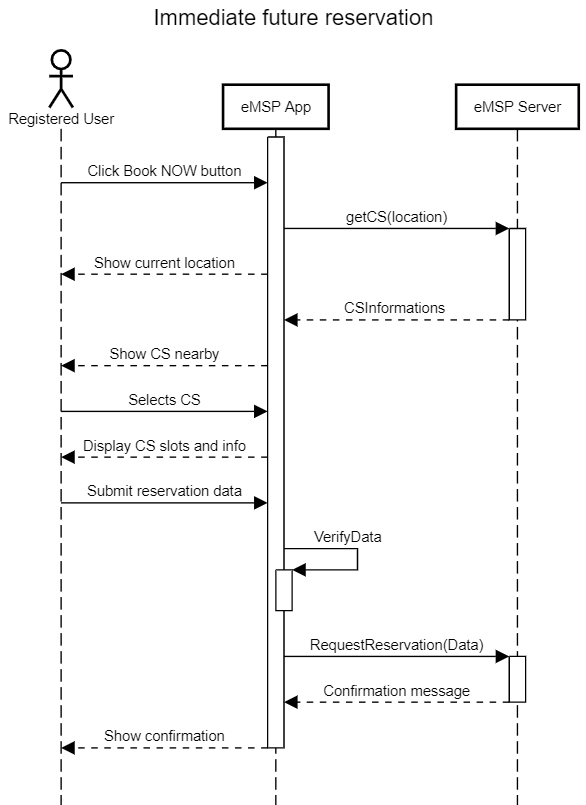 Immediate future reservation
Registered User
eMSP App
eMSP Server
Click Book NOW button
getCS(location)
Show current location
CSInformations
Show CS nearby
Selects CS
Display CS slots and info
Submit reservation data
VerifyData
RequestReservation(Data)
Confirmation message
Show confirmation